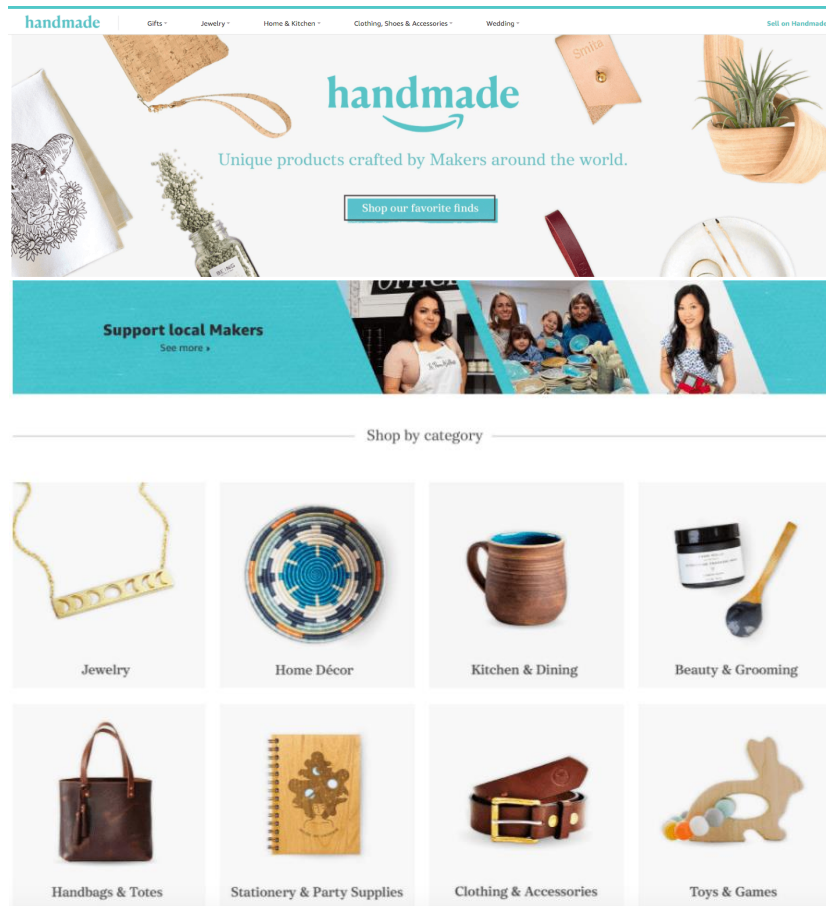 handmade
Gifts
Jewelry
Home & Kitchen
Clothing, Shoes & Accessories
Wedding
Sell on Handmade
Smita
handmade
Unique products crafted by Makers around the world.
Shop our favorite finds
OFFICE
Support local Makers
See more
Shop by category
Jewelry
Home Décor
Kitchen & Dining
Beauty & Grooming
Handbags & Totes
Stationery & Party Supplies
Clothing & Accessories
Toys & Games